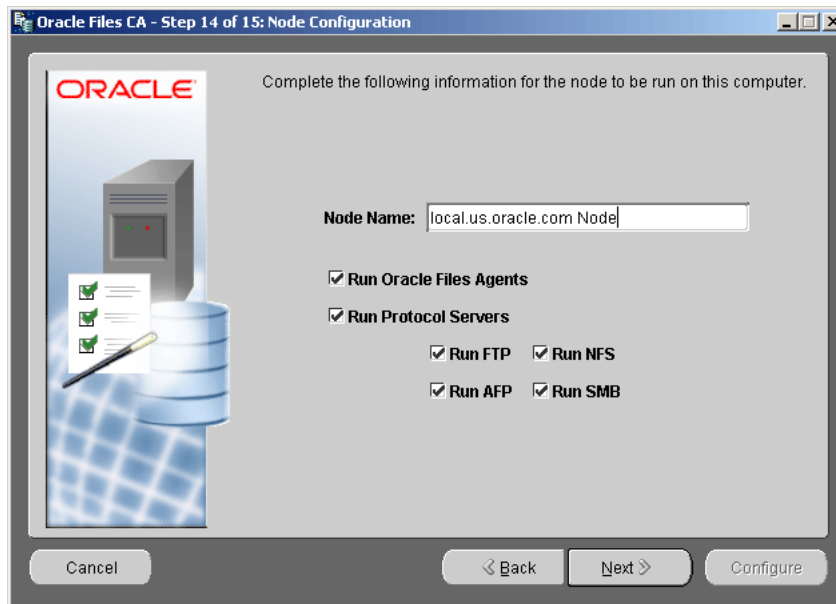 Oracle Files CA - Step 14 of 15: Node Configuration
ORACLE
Complete the following information for the node to be run on this computer.
Node Name: local.us.oracle.com Node
Run Oracle Files Agents
Run Protocol Servers
Run FTP Run NFS
Run AFP Run SMB
Cancel Back Next Configure